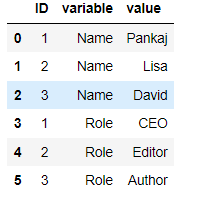 ID variable value
0 1 Name Pankaj
1 2 Name Lisa
2 3 Name David
3 1 Role CEO
4 2 Role Editor
5 3 Role Author